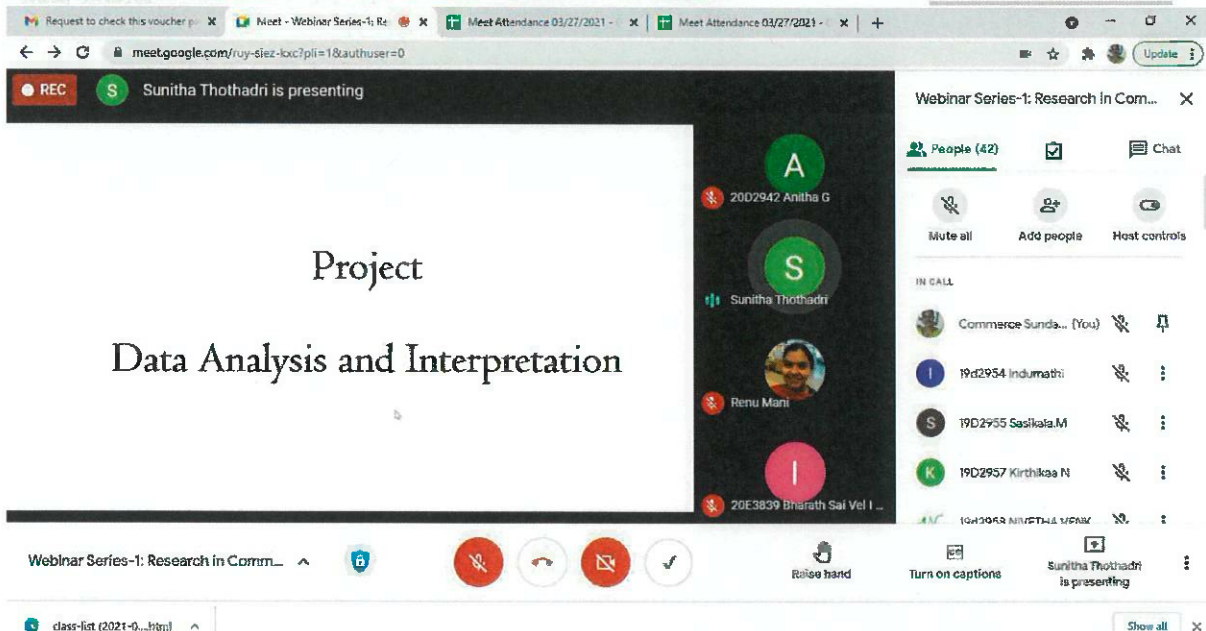 Request to check this voucher p
Meet - Webinar Series-1: Re
Meet Attendance 03/27/2021 -
Meet Attendance 03/27/2021 -
meet.google.com/ruy-siez-kxc?pli=1&authuser=0
Update
REC
S
Sunitha Thothadri is presenting
Project
Data Analysis and Interpretation
A
20D2942 Anitha G
S
Sunitha Thothadri
Renu Mani
I
20E3839 Bharath Sai Vel I ...
Webinar Series-1: Research in Com... X
People (42)
Chat
Mute all
Add people
Host controls
IN CALL
Commerce Sunda... (You)
I
19d2954 Indumathi
S
19D2955 Sasikala.M
K
19D2957 Kirthikaa N
19d2958 NIVETHA VENK
Webinar Series-1: Research in Comm...
Raise hand
Turn on captions
Sunitha Thothadri
is presenting
class-list (2021-0....html
Show all